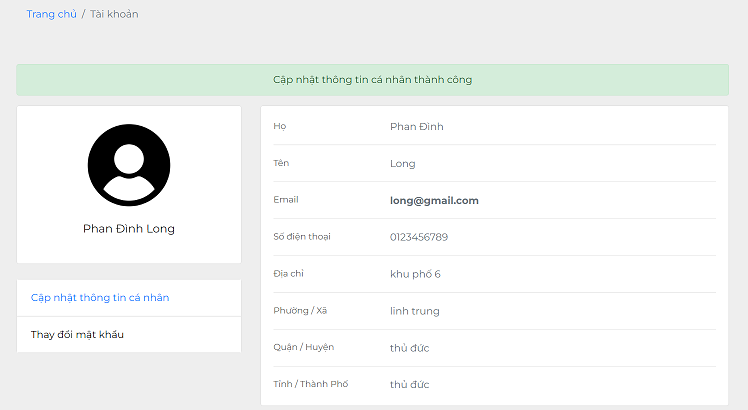 Trang chủ / Tài khoản
Cập nhật thông tin cá nhân thành công
Phan Đình Long
Cập nhật thông tin cá nhân
Thay đổi mật khẩu
Họ Phan Đình
Tên Long
Email long@gmail.com
Số điện thoại 0123456789
Địa chỉ khu phố 6
Phường / Xã linh trung
Quận / Huyện thủ đức
Tỉnh / Thành Phố thủ đức